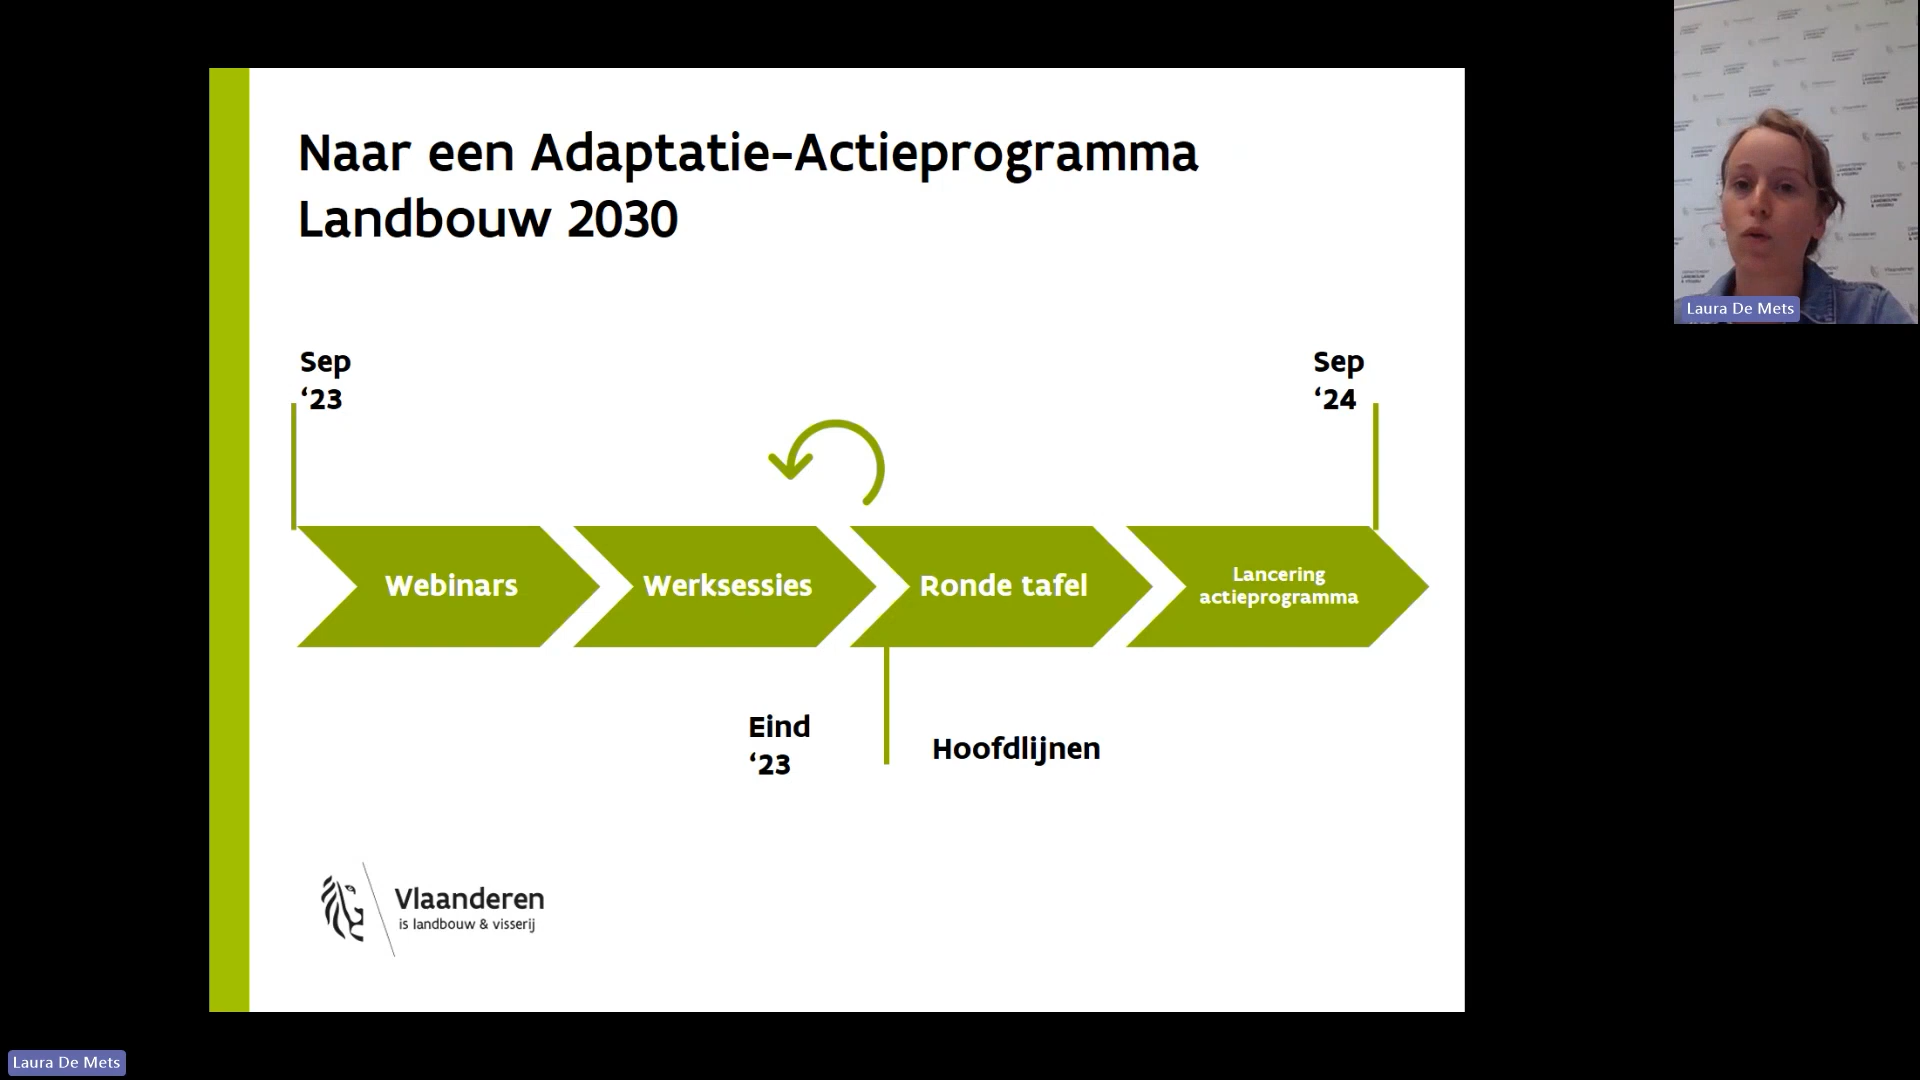 Naar een Adaptatie-Actieprogramma
Landbouw 2030
Sep
‘23
Sep
‘24
Webinars
Werksessies
Ronde tafel
Lancering
actieprogramma
Eind
‘23
Hoofdlijnen
Vlaanderen
is landbouw & visserij
Laura De Mets
Laura De Mets